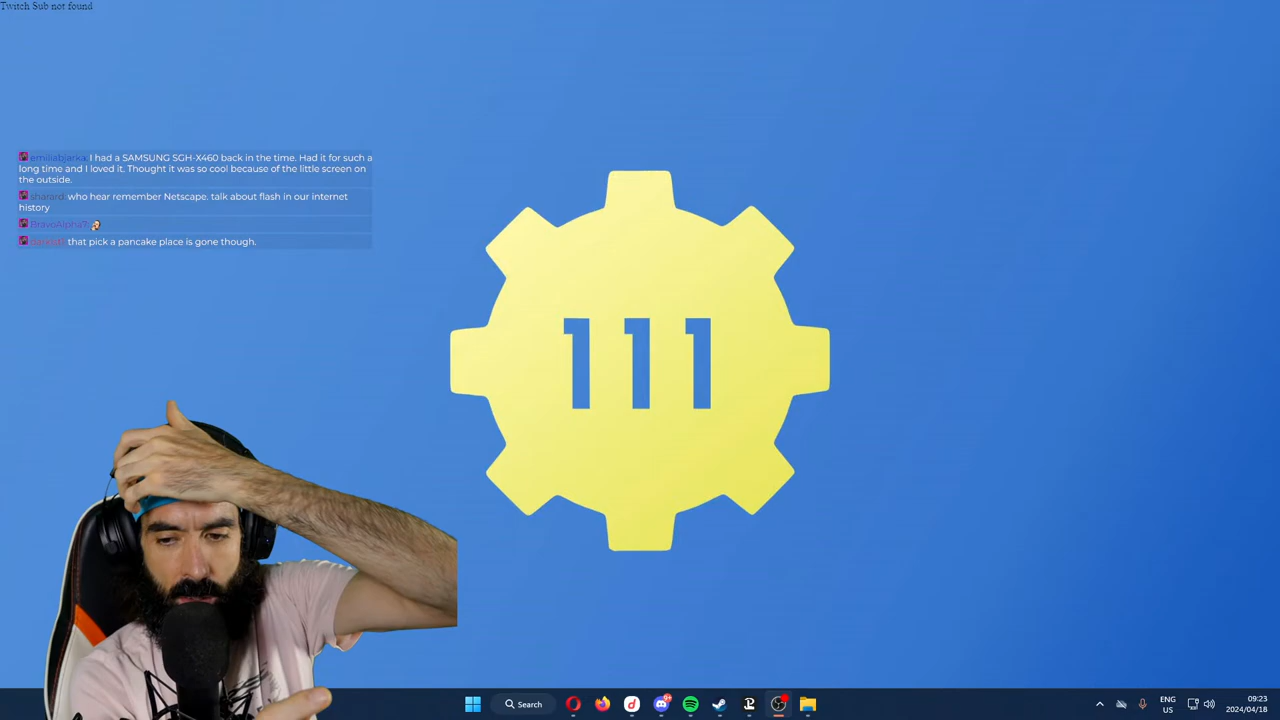 Twitch Sub not found
emiliabjarka: I had a SAMSUNG SGH-X460 back in the time. Had it for such a
long time and I loved it. Thought it was so cool because of the little screen on
the outside.
who hear remember Netscape. talk about flash in our internet
history
BravoAlpha7:
that pick a pancake place is gone though.
111
Search
ENG
US
09:23
2024/04/18